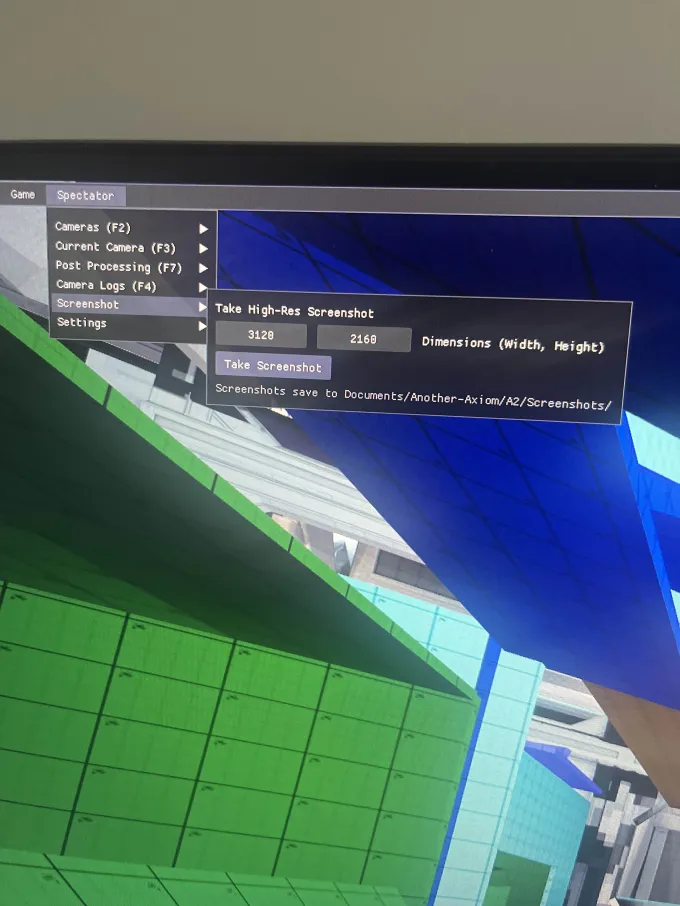 Game Spectator
Cameras (F2)
Current Camera (F3)
Post Processing (F7)
Camera Logs (F4)
Screenshot
Settings
Take High-Res Screenshot
3120 2160 Dimensions (Width, Height)
Take Screenshot
Screenshots save to Documents/Another-Axiom/A2/Screenshots/